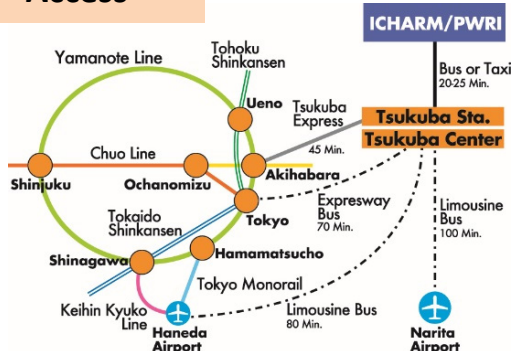 Access
ICHARM/PWRI
Yamanote Line
Tohoku
Shinkansen
Bus or Taxi
20-25 Min.
Ueno
Tsukuba
Express
45 Min.
Tsukuba Sta.
Tsukuba Center
Chuo Line
Shinjuku
Ochanomizu
Akihabara
Tokyo
Expressway
Bus
70 Min.
Limousine
Bus
100 Min.
Tokaido
Shinkansen
Shinagawa
Hamamatsucho
Tokyo Monorail
Keihin Kyuko
Line
Haneda
Airport
Limousine Bus
80 Min.
Narita
Airport